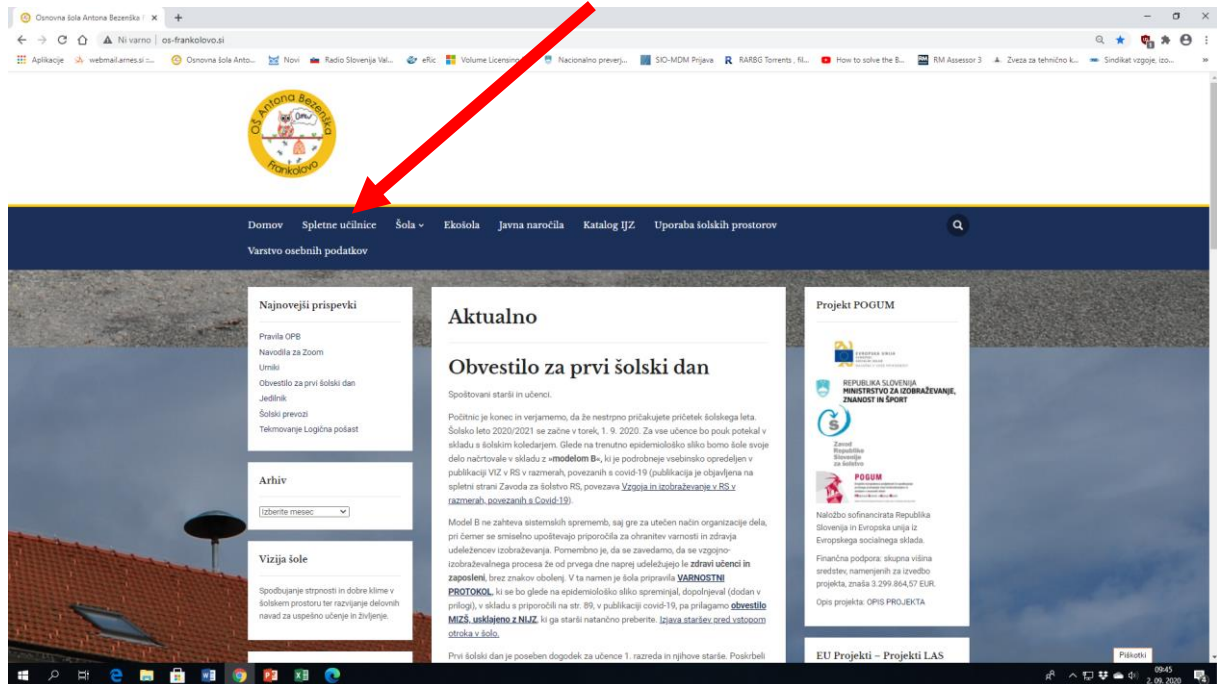 Osnovna šola Antona Bezenška F
Ni varno | os-frankolovo.si
Aplikacije webmail.arnes.si :... Osnovna šola Anto... Novi Radio Slovenija Val... eRic Volume Licensing Nacionalno preverj... SIO-MDM Prijava RARBG Torrents , fil... How to solve the B... RM Assessor 3 Zveza za tehnično k... Sindikat vzgoje, izo...
OŠ Antona Bezenška
Frankolovo
Domov Spletne učilnice Šola Ekošola Javna naročila Katalog IJZ Uporaba šolskih prostorov
Varstvo osebnih podatkov
Najnovejši prispevki
Pravila OPB
Navodila za Zoom
Urniki
Obvestilo za prvi šolski dan
Jedilnik
Šolski prevozi
Tekmovanje Logična pošast
Arhiv
Izberite mesec
Vizija šole
Spodbujanje strpnosti in dobre klime v
šolskem prostoru ter razvijanje delovnih
navad za uspešno učenje in življenje.
Aktualno
Obvestilo za prvi šolski dan
Spoštovani starši in učenci.
Počitnic je konec in verjamemo, da že nestrpno pričakujete pričetek šolskega leta.
Šolsko leto 2020/2021 se začne v torek, 1. 9. 2020. Za vse učence bo pouk potekal v
skladu s šolskim koledarjem. Glede na trenutno epidemiološko sliko bomo šole svoje
delo načrtovale v skladu z »modelom B«, ki je podrobneje vsebinsko opredeljen v
publikaciji VIZ v RS v razmerah, povezanih s covid-19 (publikacija je objavljena na
spletni strani Zavoda za šolstvo RS, povezava Vzgoja in izobraževanje v RS v
razmerah, povezanih s Covid-19).
Model B ne zahteva sistemskih sprememb, saj gre za utečen način organizacije dela,
pri čemer se smiselno upoštevajo priporočila za ohranitev varnosti in zdravja
udeležencev izobraževanja. Pomembno je, da se zavedamo, da se vzgojno-
izobraževalnega procesa že od prvega dne naprej udeležujejo le zdravi učenci in
zaposleni, brez znakov obolenj. V ta namen je šola pripravila VARNOSTNI
PROTOKOL, ki se bo glede na epidemiološko sliko spreminjal, dopolnjeval (dodan v
prilogi), v skladu s priporočili na str. 89, v publikaciji covid-19, pa prilagamo obvestilo
MIZŠ, usklajeno z NIJZ, ki ga starši natančno preberite. Izjava staršev pred vstopom
otroka v šolo.
Prvi šolski dan je poseben dogodek za učence 1. razreda in njihove starše. Poskrbeli
Projekt POGUM
EVROPSKA UNIJA
REPUBLIKA SLOVENIJA
MINISTRSTVO ZA IZOBRAŽEVANJE,
ZNANOST IN ŠPORT
Zavod
Republike
Slovenije
za šolstvo
POGUM
Naložbo sofinancirata Republika
Slovenija in Evropska unija iz
Evropskega socialnega sklada.
Finančna podpora: skupna višina
sredstev, namenjenih za izvedbo
projekta, znaša 3.299.864,57 EUR.
Opis projekta: OPIS PROJEKTA
EU Projekti – Projekti LAS
Piškotki
09:45
2. 09. 2020